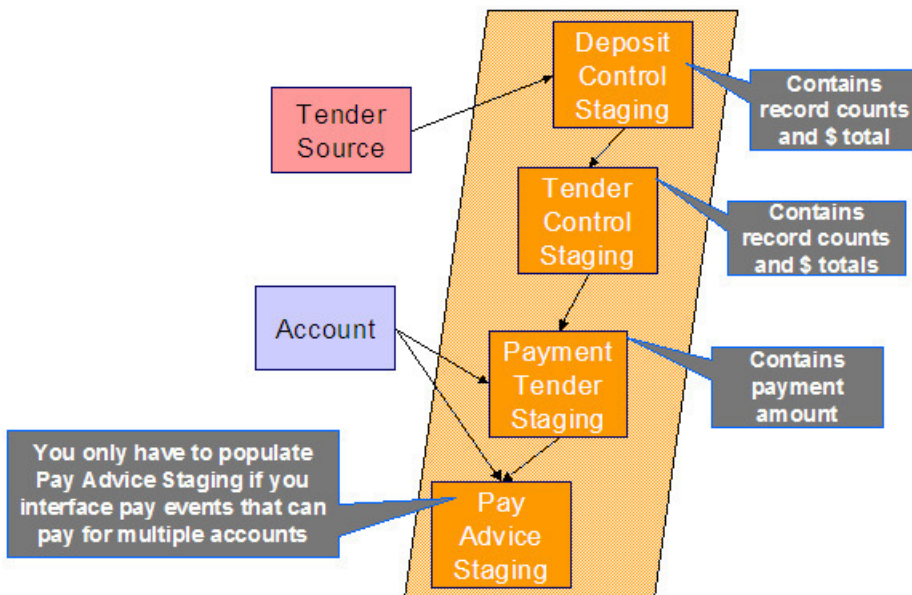 Deposit
Control
Staging
Contains
record counts
and $ total
Tender
Source
Tender
Control
Staging
Contains
record counts
and $ totals
Account
Payment
Tender
Staging
Contains
payment
amount
You only have to populate
Pay Advice Staging if you
interface pay events that can
pay for multiple accounts
Pay
Advice
Staging